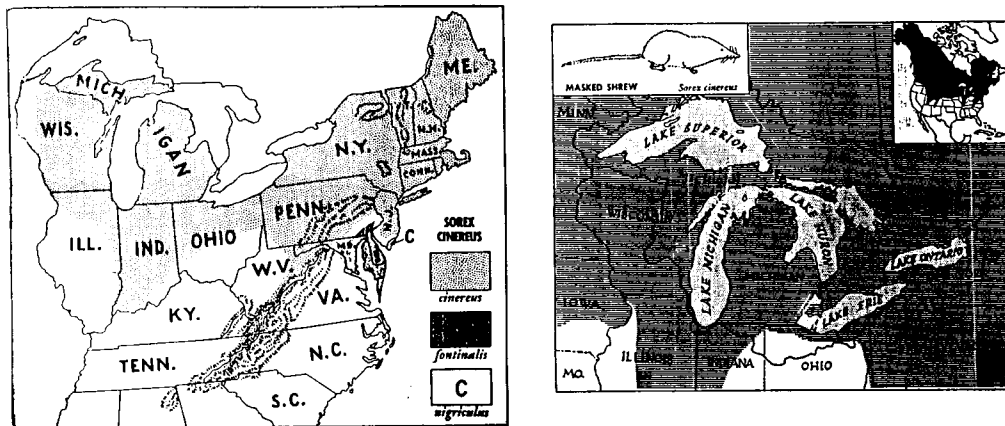 MICH
IGAN
WIS.
ILL.
IND.
OHIO
KY.
TENN.
W.V.
VA.
N.C.
S.C.
PENN.
N.Y.
ME.
N.H.
MASS.
CONN.
C
SOREX
CINEREUS
cinereus
fontinalis
C
nigriculus
MASKED SHREW Sorex cinereus
MINN.
LAKE SUPERIOR
LAKE MICHIGAN
LAKE HURON
LAKE ONTARIO
LAKE ERIE
IOWA
MO.
ILLINOIS
INDIANA
OHIO